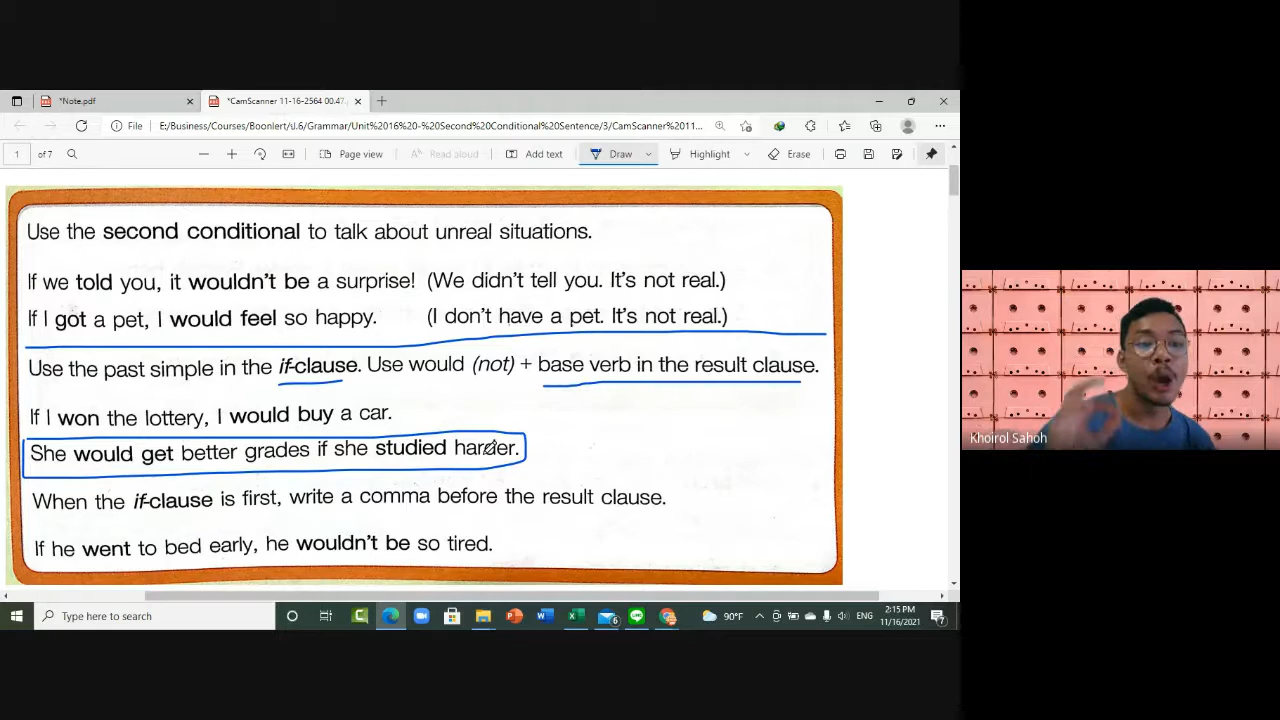 *Note.pdf
*CamScanner 11-16-2564 00.47.
File E:/Business/Courses/Boonlert/ป.6/Grammar/Unit%2016%20-%20Second%20Conditional%20Sentence/3/CamScanner%2011...
1 of 7 Page view Read aloud Add text Draw Highlight Erase
Use the second conditional to talk about unreal situations.
If we told you, it wouldn't be a surprise! (We didn't tell you. It's not real.)
If I got a pet, I would feel so happy. (I don't have a pet. It's not real.)
Use the past simple in the if-clause. Use would (not) + base verb in the result clause.
If I won the lottery, I would buy a car.
She would get better grades if she studied harder.
When the if-clause is first, write a comma before the result clause.
If he went to bed early, he wouldn't be so tired.
Khoirol Sahoh
Type here to search 6 90°F ENG 2:15 PM 7
11/16/2021